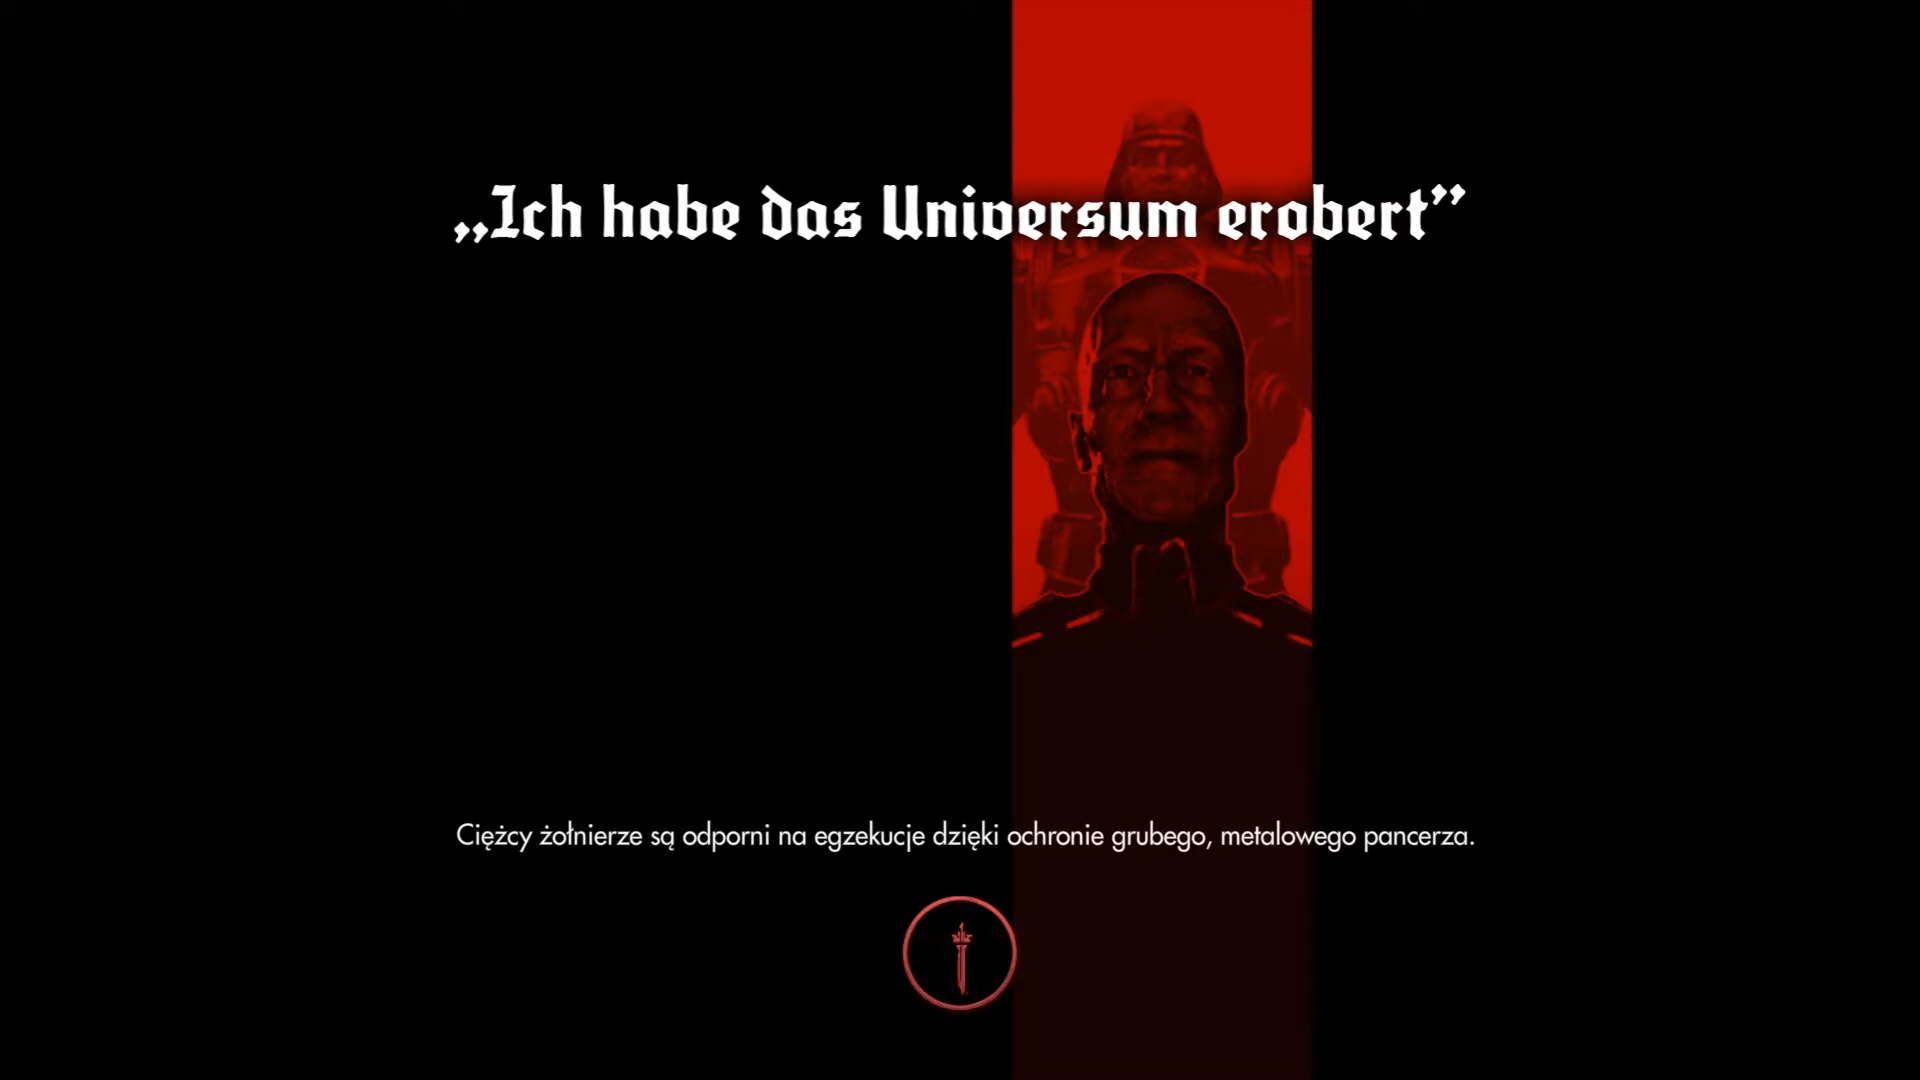 „Ich habe das Universum erobert”
Ciężcy żołnierze są odporni na egzekucje dzięki ochronie grubego, metalowego pancerza.